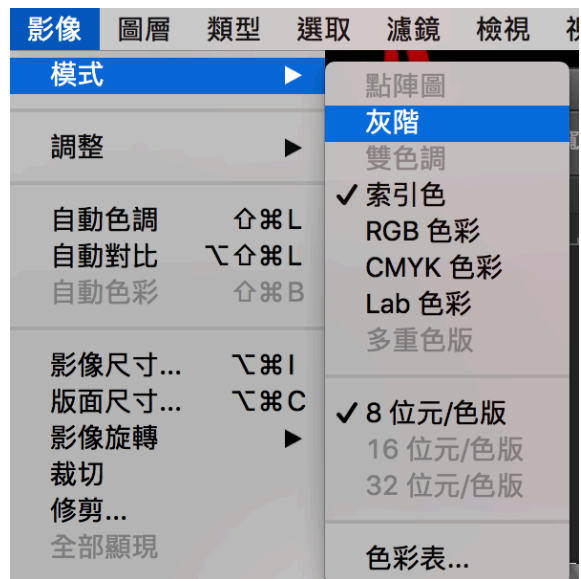 影像 圖層 類型 選取 濾鏡 檢視
模式 ▶
調整 ▶
自動色調 ⇧⌘L
自動對比 ⌥⇧⌘L
自動色彩 ⇧⌘B
影像尺寸... ⌥⌘I
版面尺寸... ⌥⌘C
影像旋轉 ▶
裁切
修剪...
全部顯現
點陣圖
灰階
雙色調
✓ 索引色
RGB 色彩
CMYK 色彩
Lab 色彩
多重色版
✓ 8 位元/色版
16 位元/色版
32 位元/色版
色彩表...